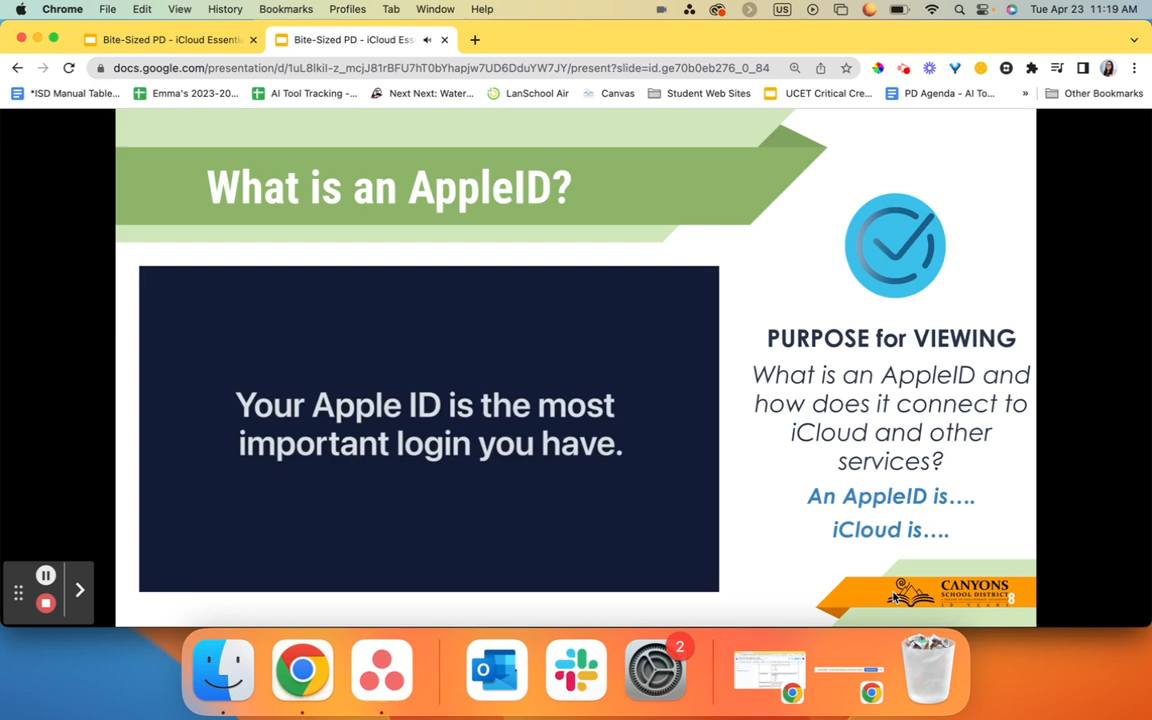 Chrome File Edit View History Bookmarks Profiles Tab Window Help US Tue Apr 23 11:19 AM
Bite-Sized PD - iCloud Essenti Bite-Sized PD - iCloud Ess
docs.google.com/presentation/d/1uL8lkiI-z_mcjJ81rBFU7hT0bYhapjw7UD6DduYW7JY/present?slide=id.ge70b0eb276_0_84
*ISD Manual Table... Emma's 2023-20... AI Tool Tracking -... Next Next: Water... LanSchool Air Canvas Student Web Sites UCET Critical Cre... PD Agenda - AI To... » Other Bookmarks
What is an AppleID?
Your Apple ID is the most
important login you have.
PURPOSE for VIEWING
What is an AppleID and
how does it connect to
iCloud and other
services?
An AppleID is....
iCloud is....
CANYONS
SCHOOL DISTRICT
8
2